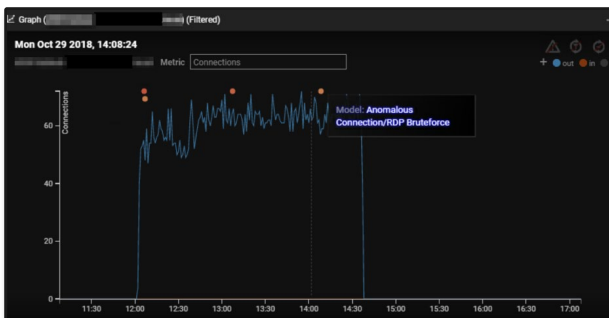 Graph (
(Filtered)
Mon Oct 29 2018, 14:08:24
Metric Connections
+ out in
Connections
Model: Anomalous
Connection/RDP Bruteforce
60
40
20
0
11:30 12:00 12:30 13:00 13:30 14:00 14:30 15:00 15:30 16:00 16:30 17:00